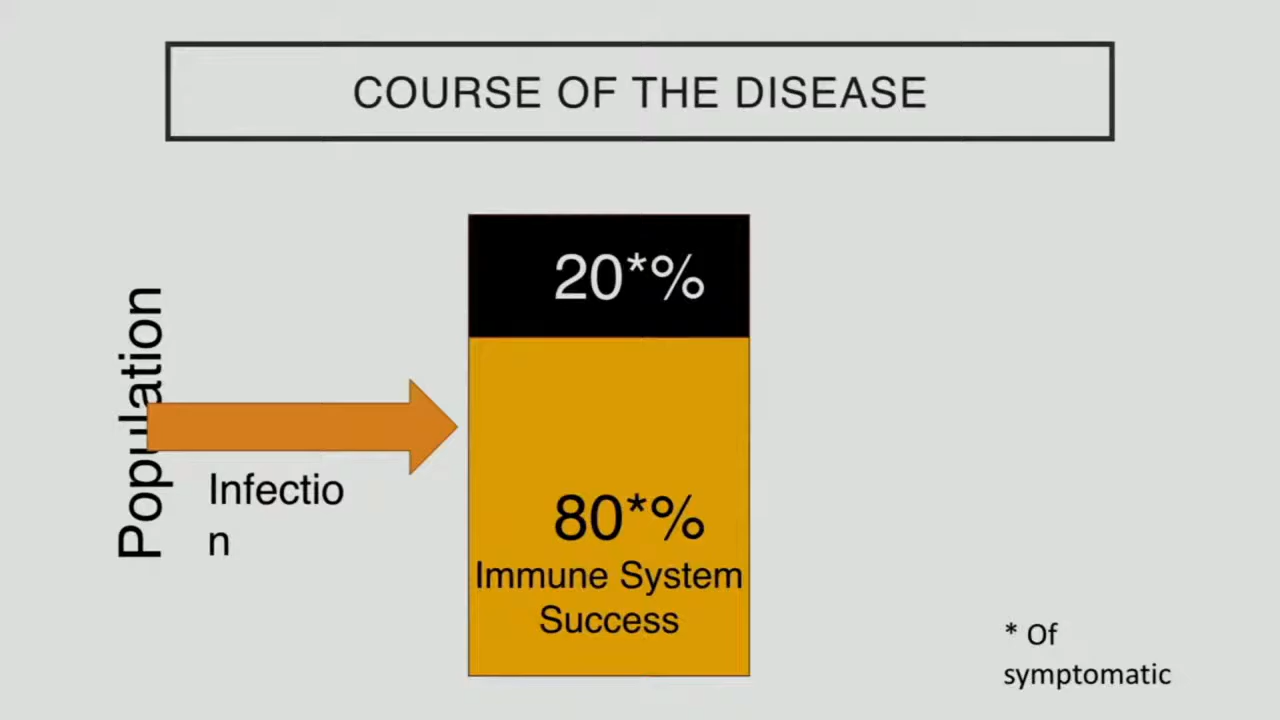 COURSE OF THE DISEASE
20*%
Population
Infectio
n
80*%
Immune System
Success
* Of
symptomatic